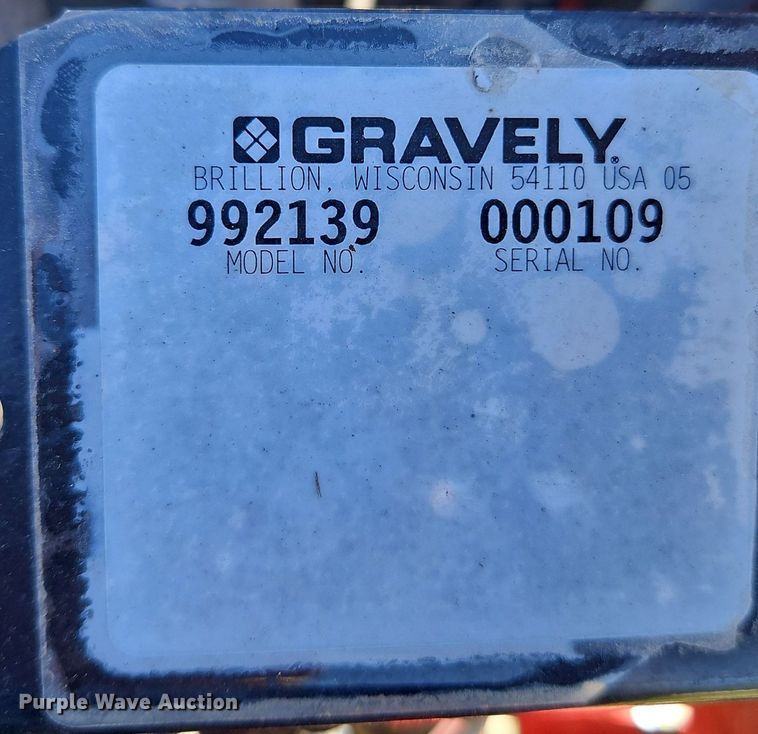 GRAVELY®
BRILLION, WISCONSIN 54110 USA 05
992139 000109
MODEL NO. SERIAL NO.
Purple Wave Auction